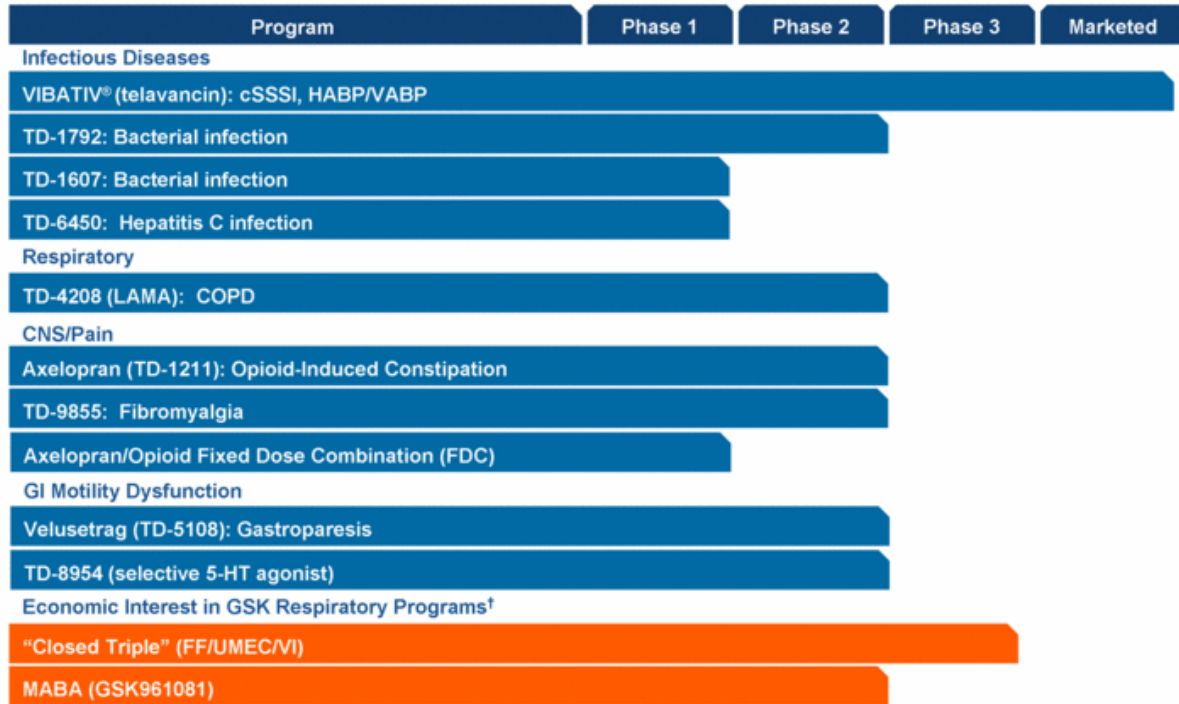 Program Phase 1 Phase 2 Phase 3 Marketed
Infectious Diseases
VIBATIV® (telavancin): cSSSI, HABP/VABP
TD-1792: Bacterial infection
TD-1607: Bacterial infection
TD-6450: Hepatitis C infection
Respiratory
TD-4208 (LAMA): COPD
CNS/Pain
Axelopran (TD-1211): Opioid-Induced Constipation
TD-9855: Fibromyalgia
Axelopran/Opioid Fixed Dose Combination (FDC)
GI Motility Dysfunction
Velusetrag (TD-5108): Gastroparesis
TD-8954 (selective 5-HT agonist)
Economic Interest in GSK Respiratory Programs†
“Closed Triple” (FF/UMEC/VI)
MABA (GSK961081)